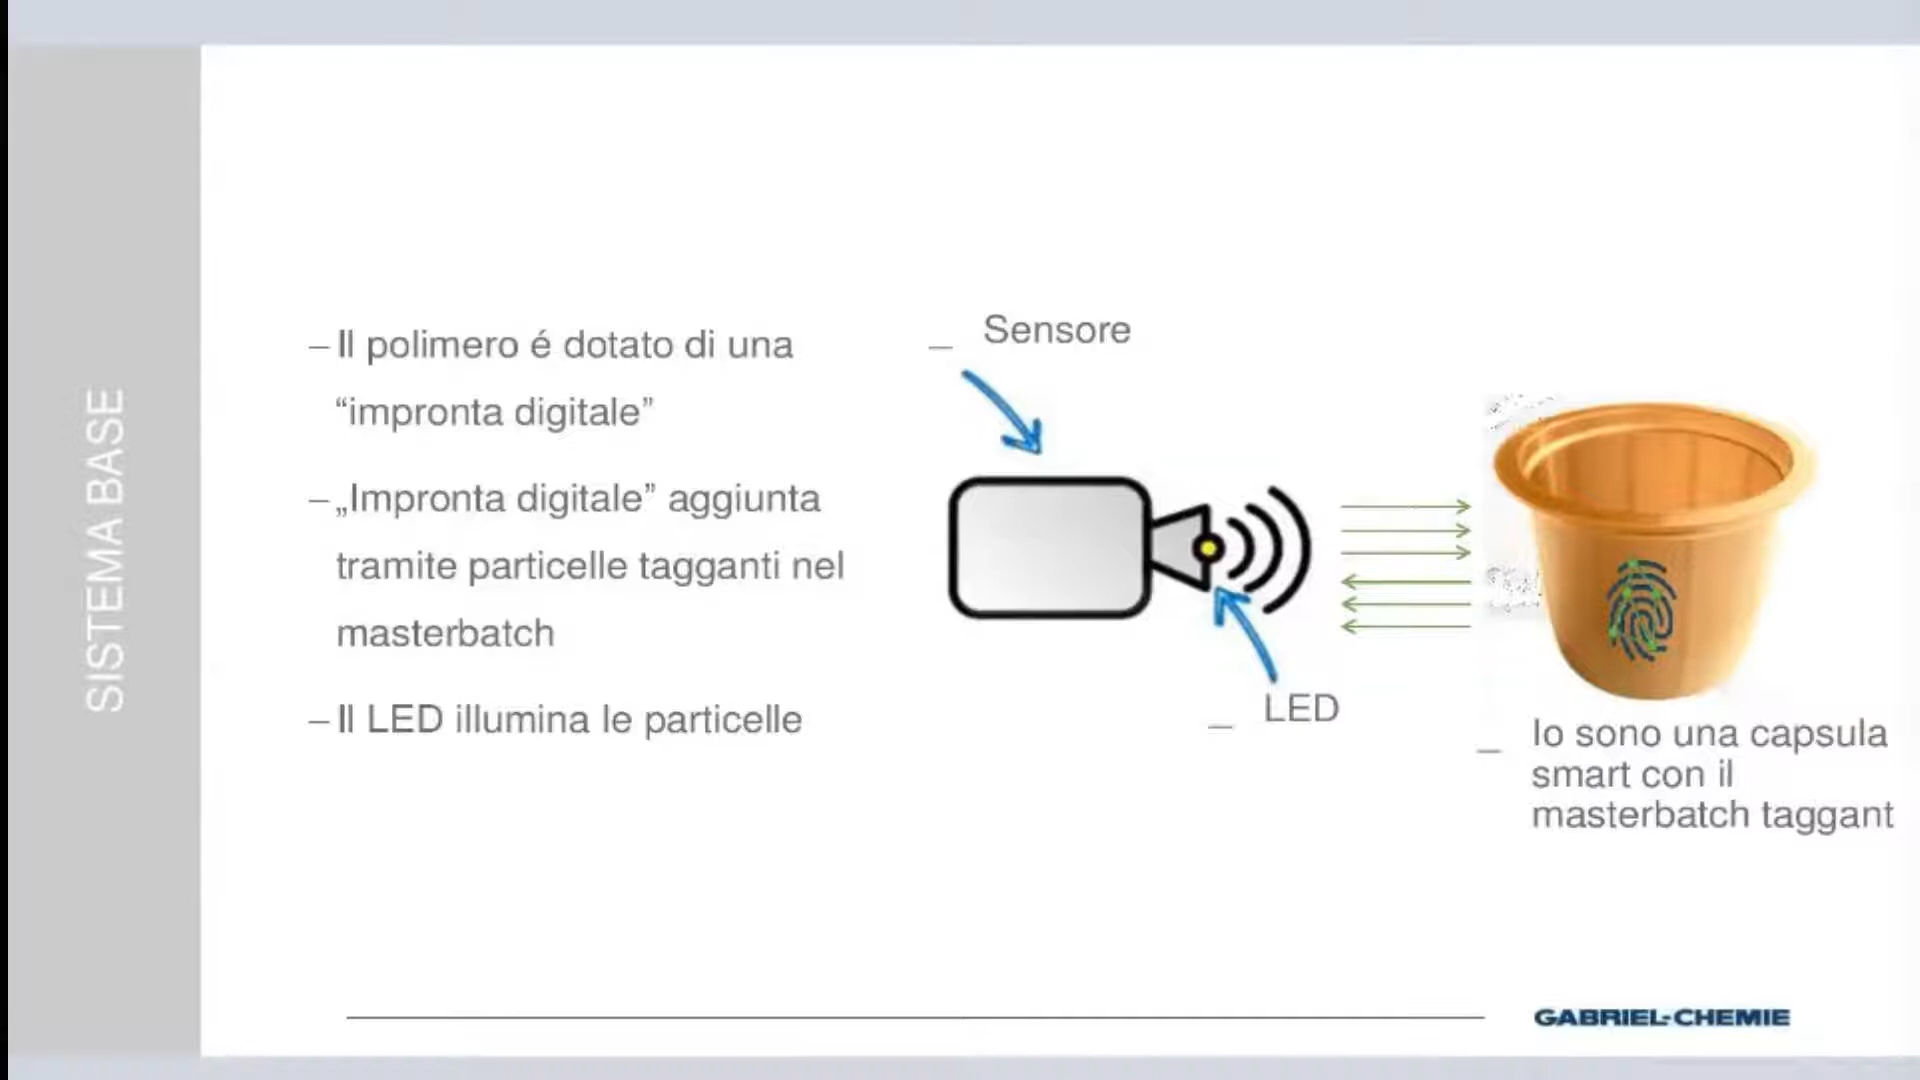 SISTEMA BASE
– Il polimero é dotato di una
“impronta digitale”
– „Impronta digitale” aggiunta
tramite particelle tagganti nel
masterbatch
– Il LED illumina le particelle
_ Sensore
_ LED
_ Io sono una capsula
smart con il
masterbatch taggant
GABRIEL-CHEMIE